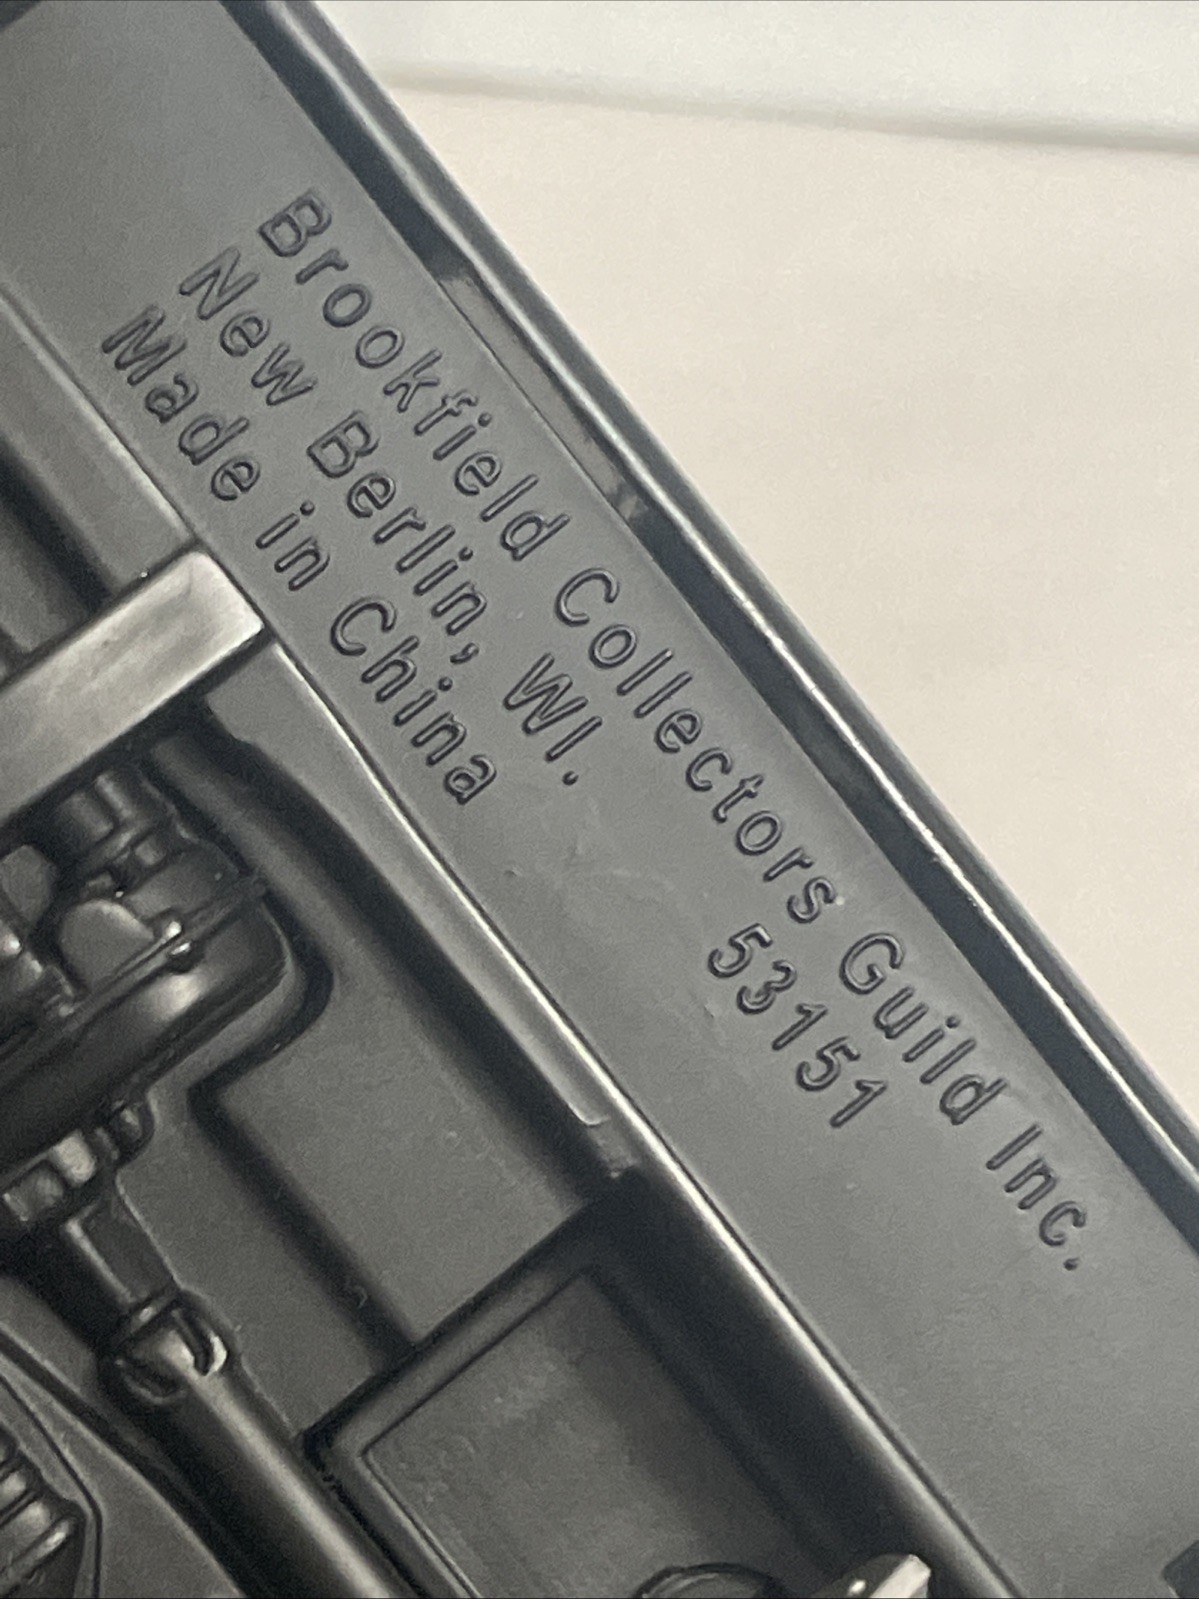 Brookfield Collectors Guild Inc.
New Berlin, WI. 53151
Made in China